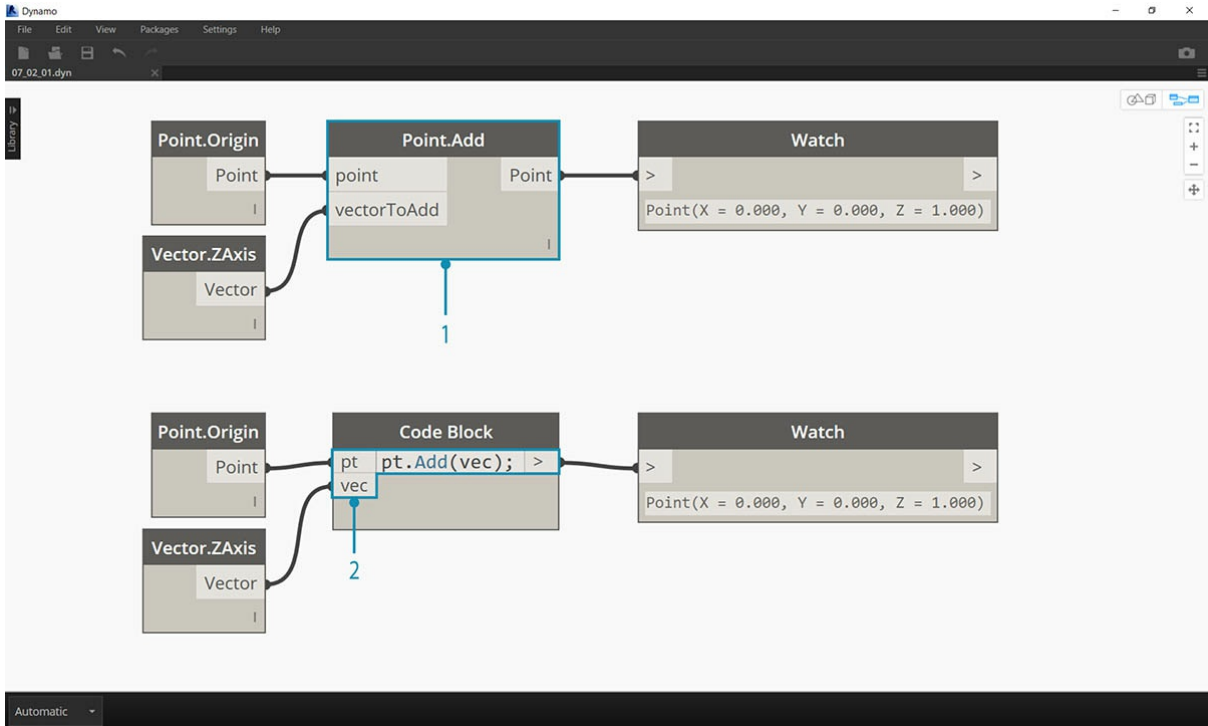 Dynamo
File Edit View Packages Settings Help
07_02_01.dyn
Library
Point.Origin
Point
Vector.ZAxis
Vector
Point.Add
point Point
vectorToAdd
1
Watch
> >
Point(X = 0.000, Y = 0.000, Z = 1.000)
Point.Origin
Point
Vector.ZAxis
Vector
Code Block
pt pt.Add(vec); >
vec
2
Watch
> >
Point(X = 0.000, Y = 0.000, Z = 1.000)
Automatic